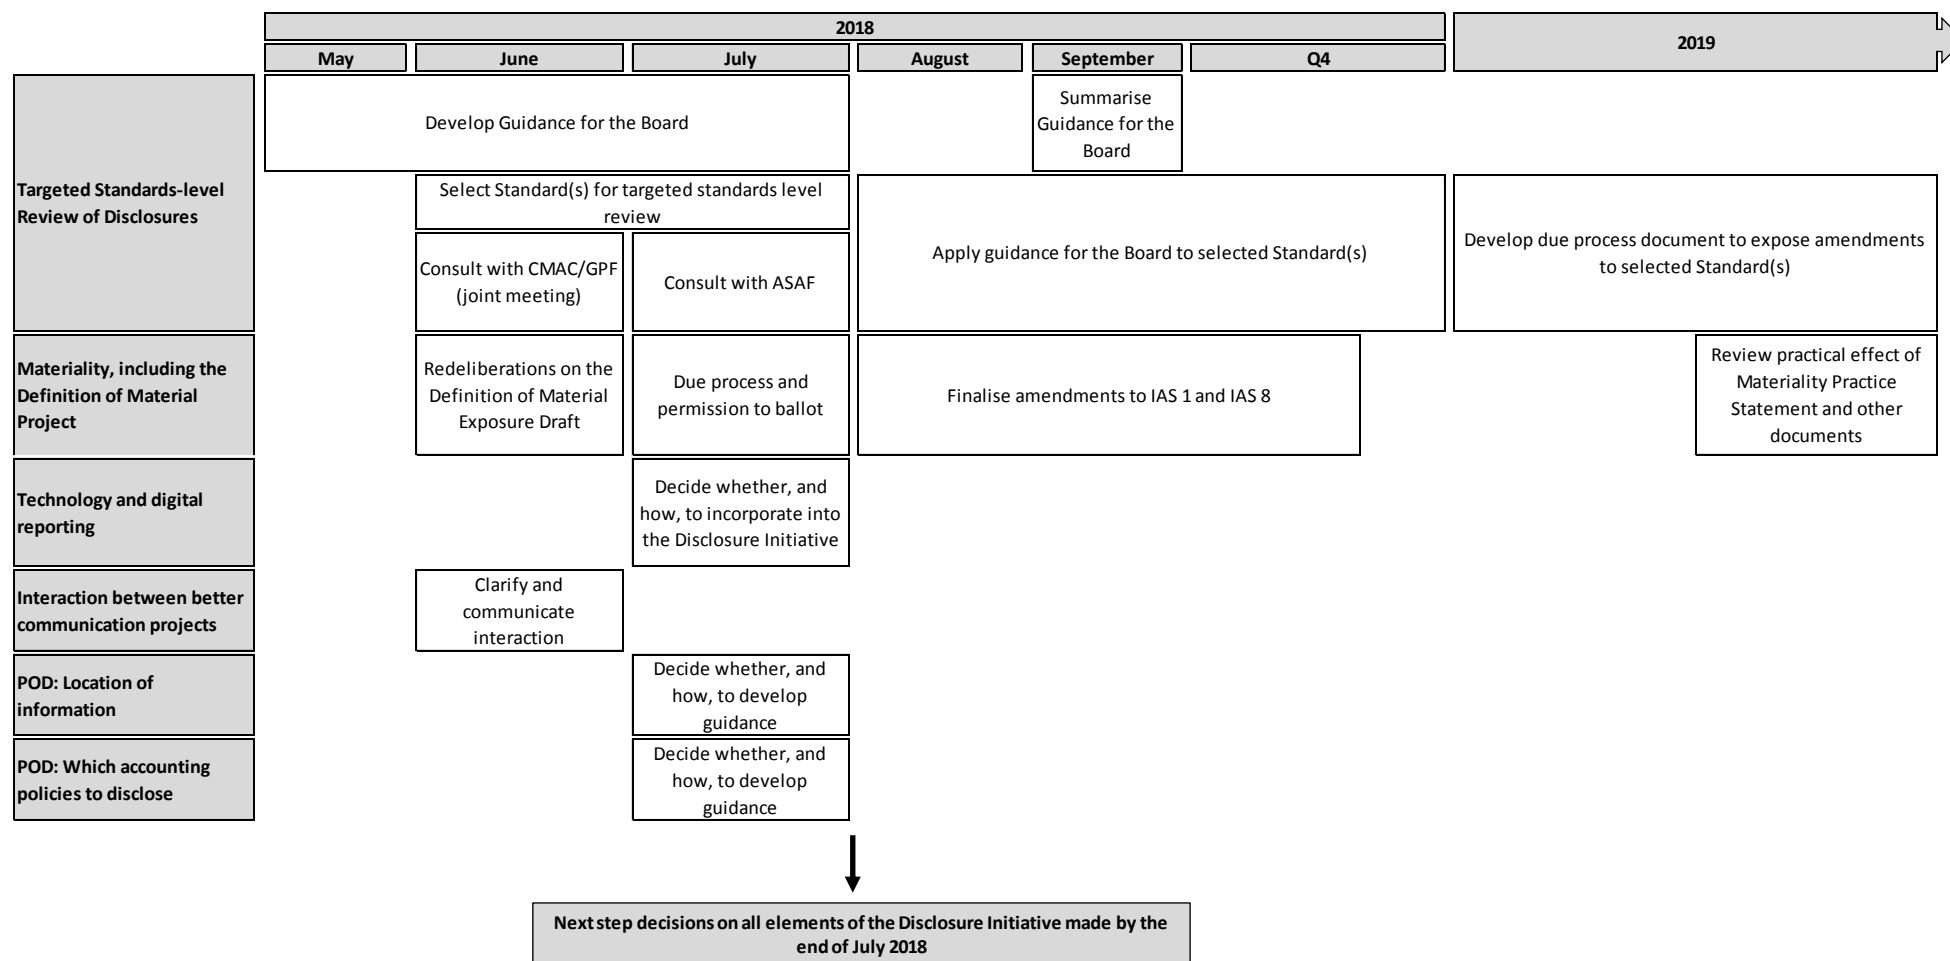 2018
2019
May
June
July
August
September
Q4
Targeted Standards-level
Review of Disclosures
Develop Guidance for the Board
Summarise
Guidance for the
Board
Select Standard(s) for targeted standards level
review
Consult with CMAC/GPF
(joint meeting)
Consult with ASAF
Apply guidance for the Board to selected Standard(s)
Develop due process document to expose amendments
to selected Standard(s)
Materiality, including the
Definition of Material
Project
Redeliberations on the
Definition of Material
Exposure Draft
Due process and
permission to ballot
Finalise amendments to IAS 1 and IAS 8
Review practical effect of
Materiality Practice
Statement and other
documents
Technology and digital
reporting
Decide whether, and
how, to incorporate into
the Disclosure Initiative
Interaction between better
communication projects
Clarify and
communicate
interaction
POD: Location of
information
Decide whether, and
how, to develop
guidance
POD: Which accounting
policies to disclose
Decide whether, and
how, to develop
guidance
Next step decisions on all elements of the Disclosure Initiative made by the
end of July 2018